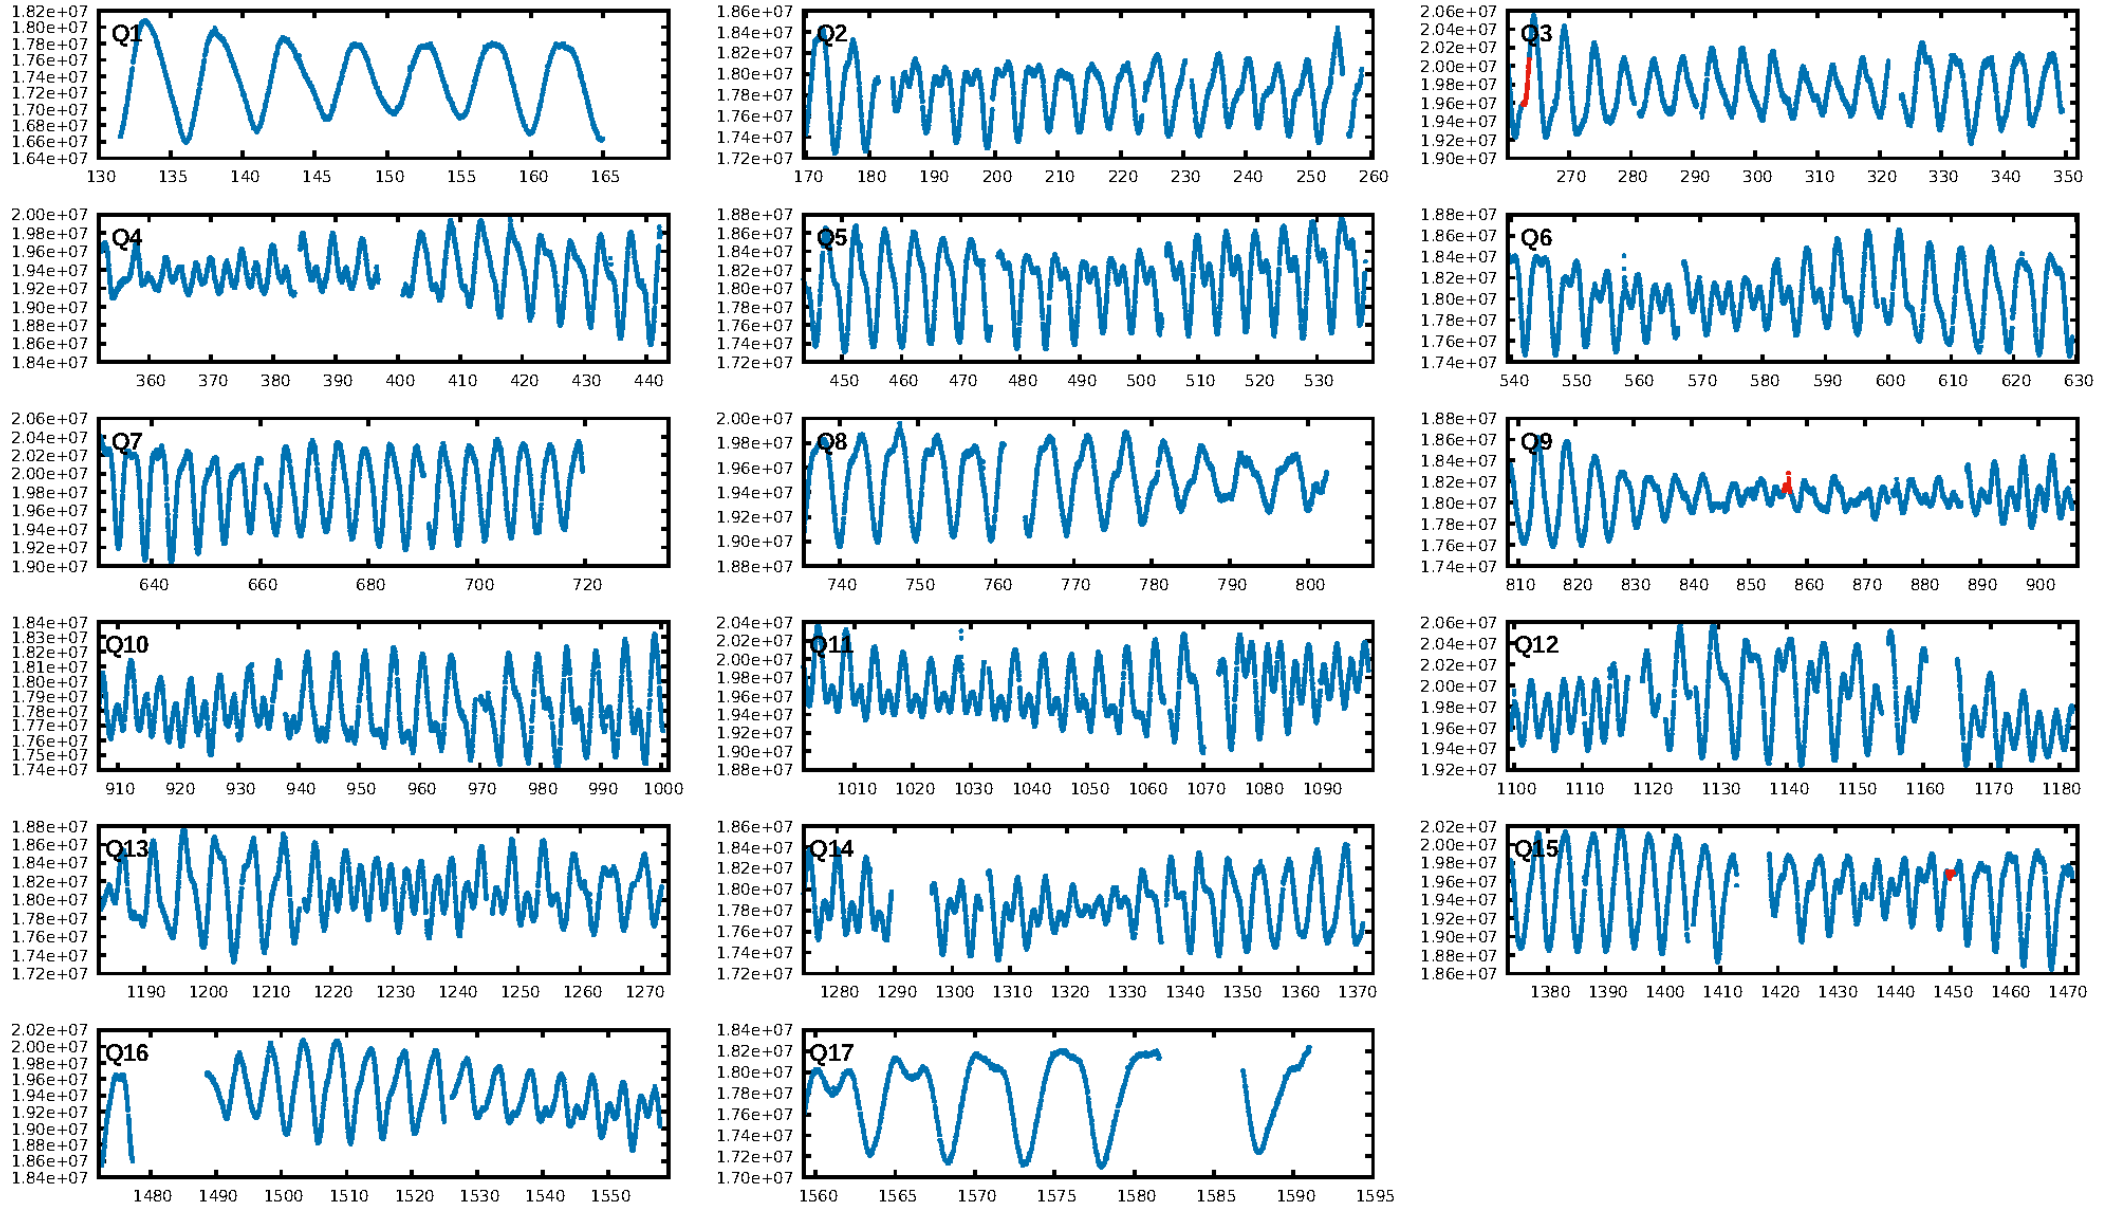 Q1
1.82e+07
1.80e+07
1.78e+07
1.76e+07
1.74e+07
1.72e+07
1.70e+07
1.68e+07
1.66e+07
1.64e+07
130 135 140 145 150 155 160 165
Q2
1.86e+07
1.84e+07
1.82e+07
1.80e+07
1.78e+07
1.76e+07
1.74e+07
1.72e+07
170 180 190 200 210 220 230 240 250 260
Q3
2.06e+07
2.04e+07
2.02e+07
2.00e+07
1.98e+07
1.96e+07
1.94e+07
1.92e+07
1.90e+07
270 280 290 300 310 320 330 340 350
Q4
2.00e+07
1.98e+07
1.96e+07
1.94e+07
1.92e+07
1.90e+07
1.88e+07
1.86e+07
1.84e+07
360 370 380 390 400 410 420 430 440
Q5
1.88e+07
1.86e+07
1.84e+07
1.82e+07
1.80e+07
1.78e+07
1.76e+07
1.74e+07
1.72e+07
450 460 470 480 490 500 510 520 530
Q6
1.88e+07
1.86e+07
1.84e+07
1.82e+07
1.80e+07
1.78e+07
1.76e+07
1.74e+07
540 550 560 570 580 590 600 610 620 630
Q7
2.06e+07
2.04e+07
2.02e+07
2.00e+07
1.98e+07
1.96e+07
1.94e+07
1.92e+07
1.90e+07
640 660 680 700 720
Q8
2.00e+07
1.98e+07
1.96e+07
1.94e+07
1.92e+07
1.90e+07
1.88e+07
740 750 760 770 780 790 800
Q9
1.88e+07
1.86e+07
1.84e+07
1.82e+07
1.80e+07
1.78e+07
1.76e+07
1.74e+07
810 820 830 840 850 860 870 880 890 900
Q10
1.84e+07
1.83e+07
1.82e+07
1.81e+07
1.80e+07
1.79e+07
1.78e+07
1.77e+07
1.76e+07
1.75e+07
1.74e+07
910 920 930 940 950 960 970 980 990 1000
Q11
2.04e+07
2.02e+07
2.00e+07
1.98e+07
1.96e+07
1.94e+07
1.92e+07
1.90e+07
1.88e+07
1010 1020 1030 1040 1050 1060 1070 1080 1090
Q12
2.06e+07
2.04e+07
2.02e+07
2.00e+07
1.98e+07
1.96e+07
1.94e+07
1.92e+07
1100 1110 1120 1130 1140 1150 1160 1170 1180
Q13
1.88e+07
1.86e+07
1.84e+07
1.82e+07
1.80e+07
1.78e+07
1.76e+07
1.74e+07
1.72e+07
1190 1200 1210 1220 1230 1240 1250 1260 1270
Q14
1.86e+07
1.84e+07
1.82e+07
1.80e+07
1.78e+07
1.76e+07
1.74e+07
1.72e+07
1280 1290 1300 1310 1320 1330 1340 1350 1360 1370
Q15
2.02e+07
2.00e+07
1.98e+07
1.96e+07
1.94e+07
1.92e+07
1.90e+07
1.88e+07
1.86e+07
1380 1390 1400 1410 1420 1430 1440 1450 1460 1470
Q16
2.02e+07
2.00e+07
1.98e+07
1.96e+07
1.94e+07
1.92e+07
1.90e+07
1.88e+07
1.86e+07
1.84e+07
1480 1490 1500 1510 1520 1530 1540 1550
Q17
1.84e+07
1.82e+07
1.80e+07
1.78e+07
1.76e+07
1.74e+07
1.72e+07
1.70e+07
1560 1565 1570 1575 1580 1585 1590 1595